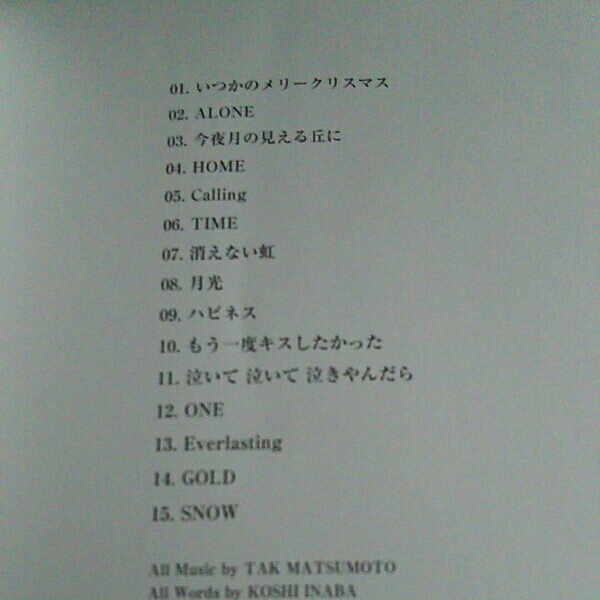 01. いつかのメリークリスマス
02. ALONE
03. 今夜月の見える丘に
04. HOME
05. Calling
06. TIME
07. 消えない虹
08. 月光
09. ハピネス
10. もう一度キスしたかった
11. 泣いて 泣いて 泣きやんだら
12. ONE
13. Everlasting
14. GOLD
15. SNOW
All Music by TAK MATSUMOTO
All Words by KOSHI INABA